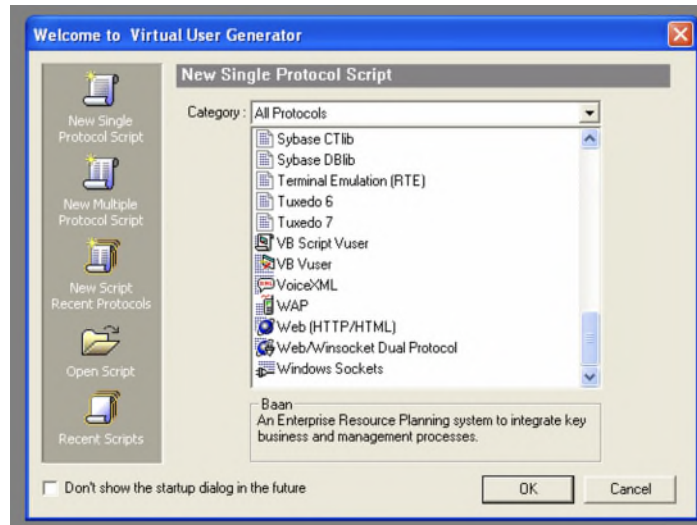 Welcome to Virtual User Generator
New Single
Protocol Script
New Multiple
Protocol Script
New Script
Recent Protocols
Open Script
Recent Scripts
New Single Protocol Script
Category : All Protocols
Sybase CTlib
Sybase DBlib
Terminal Emulation (RTE)
Tuxedo 6
Tuxedo 7
VB Script Vuser
VB Vuser
VoiceXML
WAP
Web (HTTP/HTML)
Web/Winsocket Dual Protocol
Windows Sockets
Baan
An Enterprise Resource Planning system to integrate key
business and management processes.
Don't show the startup dialog in the future
OK
Cancel